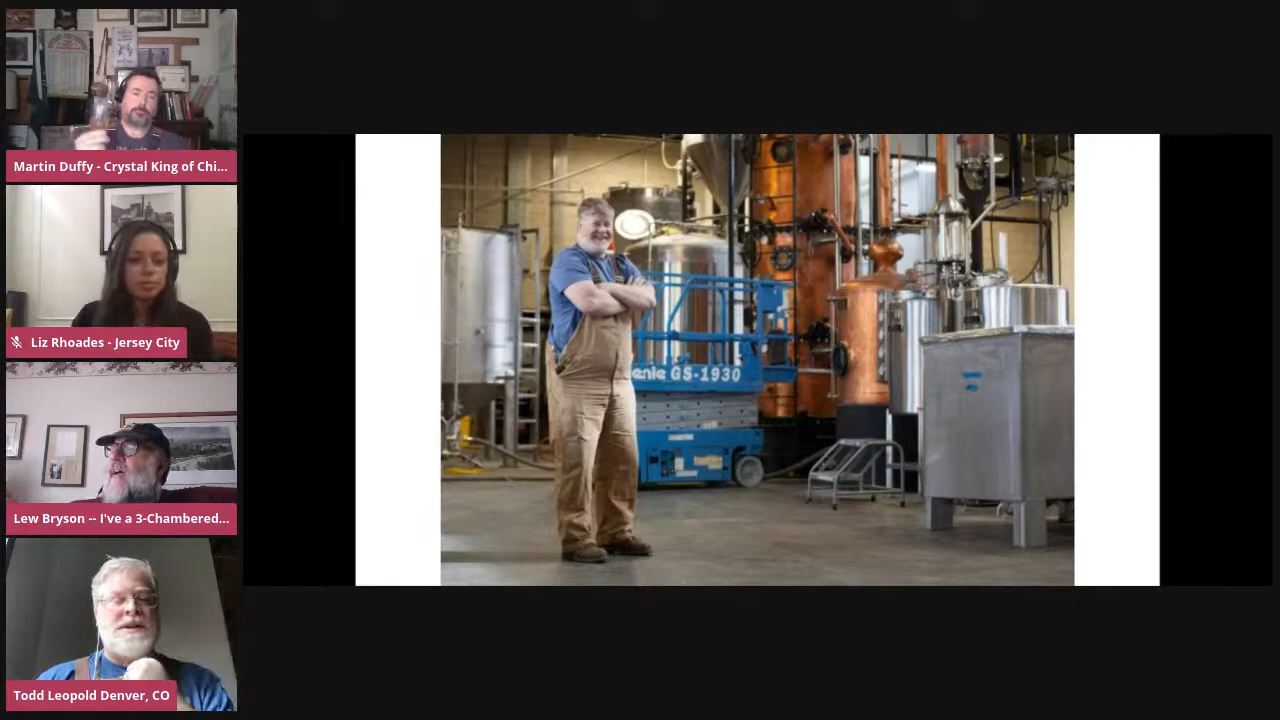 Martin Duffy - Crystal King of Chi...
Liz Rhoades - Jersey City
Lew Bryson -- I've a 3-Chambered...
Todd Leopold Denver, CO
enie GS-1930